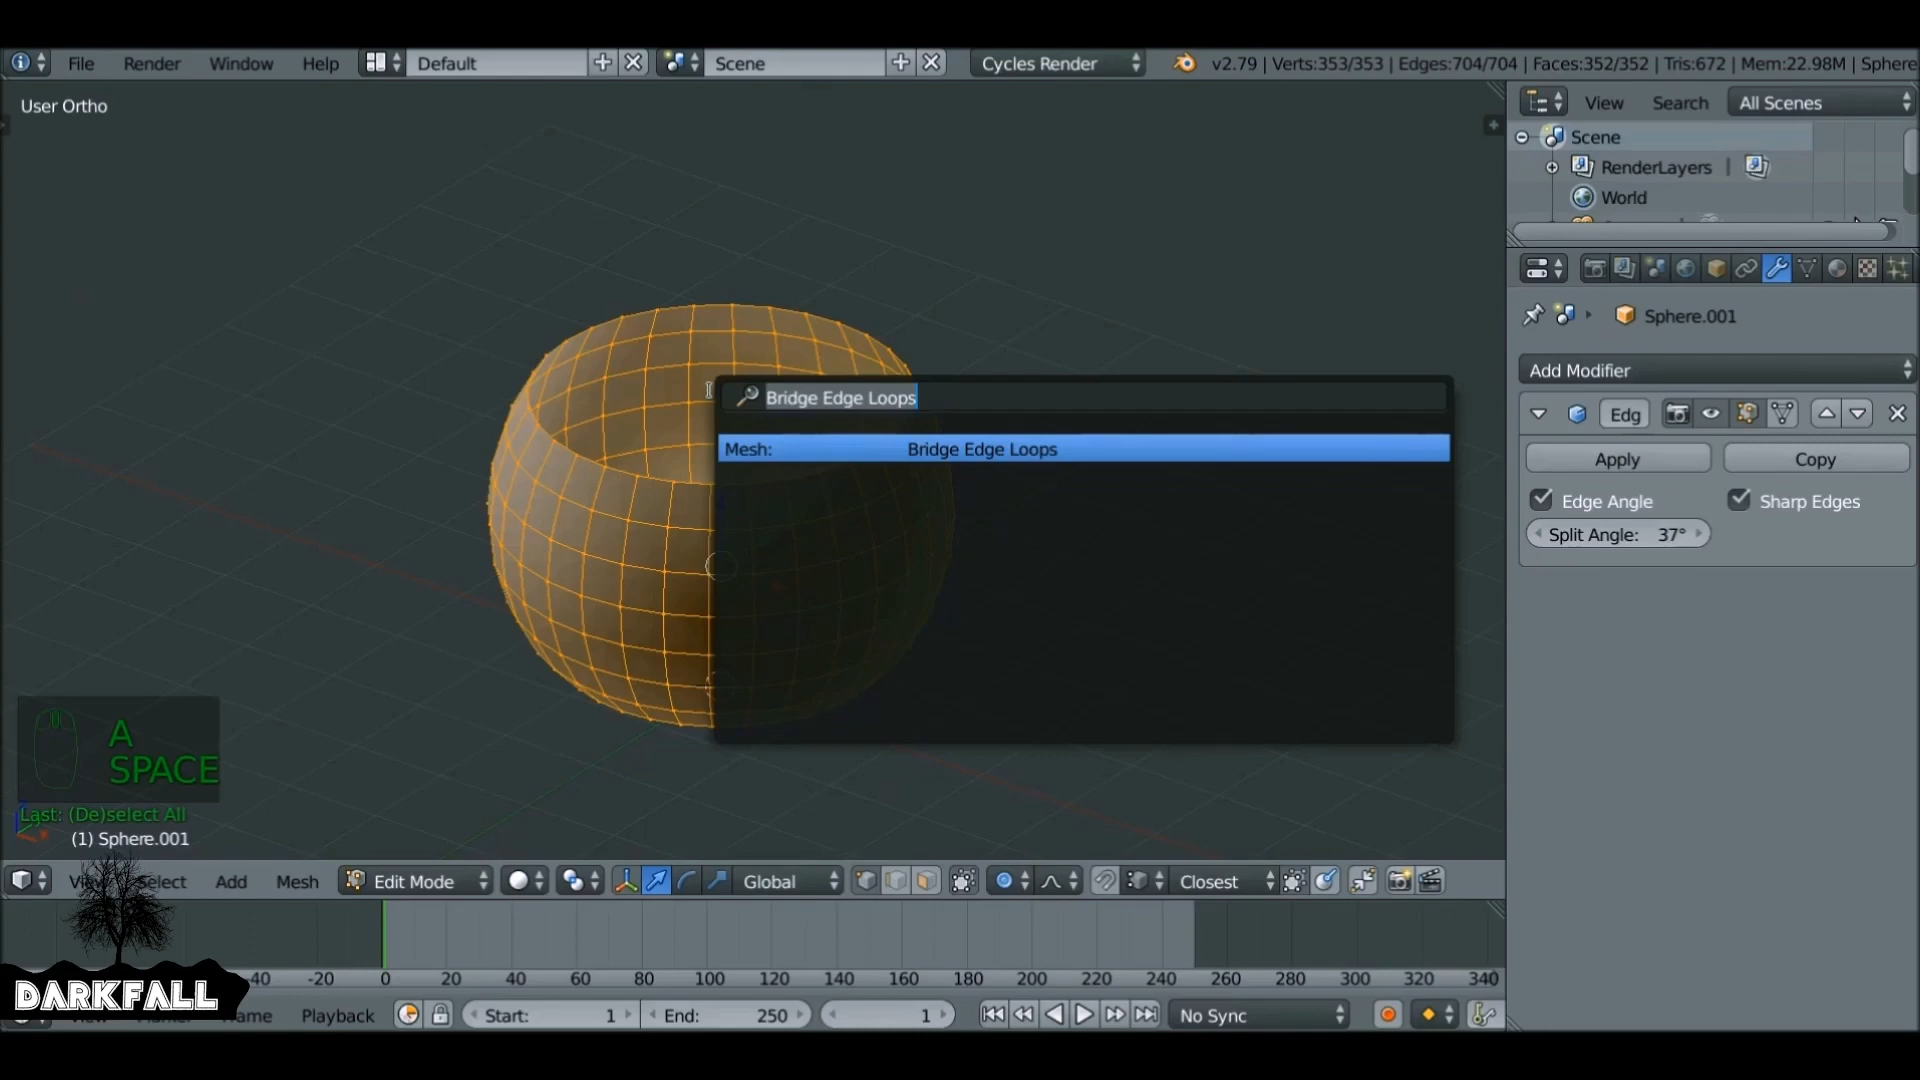 File Render Window Help Default Scene Cycles Render v2.79 | Verts:353/353 | Edges:704/704 | Faces:352/352 | Tris:672 | Mem:22.98M | Sphere
User Ortho
View Search All Scenes
Scene
RenderLayers |
World
Sphere.001
Add Modifier
Edg
Apply Copy
Edge Angle Sharp Edges
Split Angle: 37°
Bridge Edge Loops
Mesh: Bridge Edge Loops
A
SPACE
Last: (De)select All
(1) Sphere.001
Select Add Mesh Edit Mode Global Closest
-40 -20 0 20 40 60 80 100 120 140 160 180 200 220 240 260 280 300 320 340
DARKFALL
Playback Start: 1 End: 250 1 No Sync